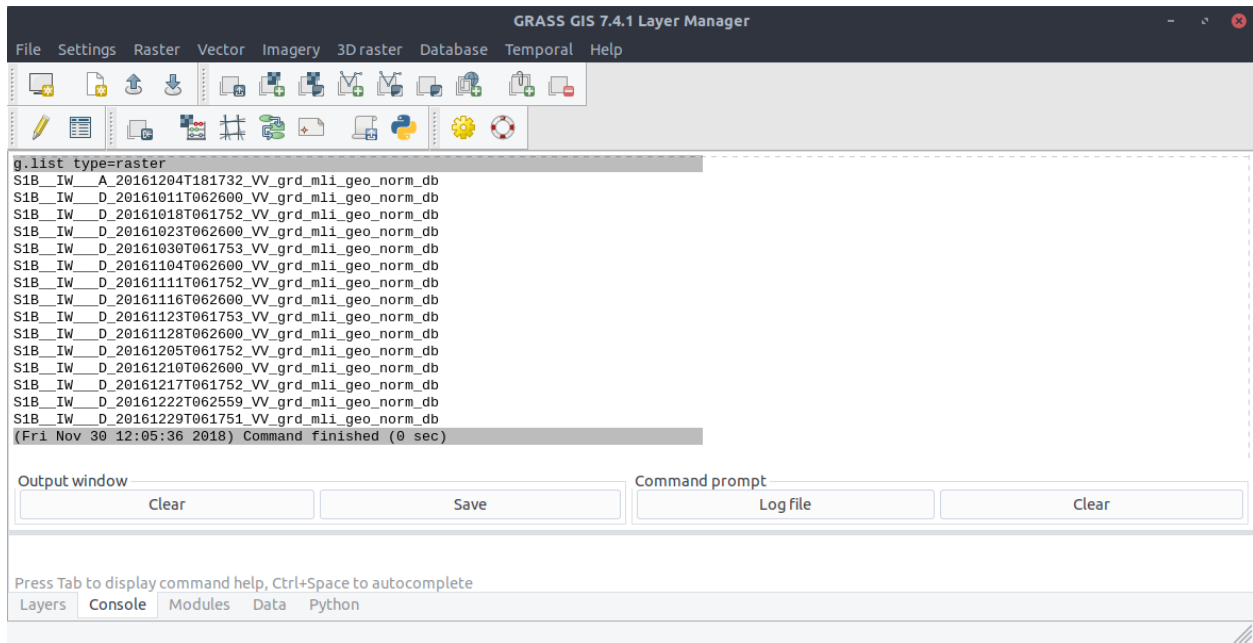 GRASS GIS 7.4.1 Layer Manager
File Settings Raster Vector Imagery 3D raster Database Temporal Help
g.list type=raster
S1B__IW___A_20161204T181732_VV_grd_mli_geo_norm_db
S1B__IW___D_20161011T062600_VV_grd_mli_geo_norm_db
S1B__IW___D_20161018T061752_VV_grd_mli_geo_norm_db
S1B__IW___D_20161023T062600_VV_grd_mli_geo_norm_db
S1B__IW___D_20161030T061753_VV_grd_mli_geo_norm_db
S1B__IW___D_20161104T062600_VV_grd_mli_geo_norm_db
S1B__IW___D_20161111T061752_VV_grd_mli_geo_norm_db
S1B__IW___D_20161116T062600_VV_grd_mli_geo_norm_db
S1B__IW___D_20161123T061753_VV_grd_mli_geo_norm_db
S1B__IW___D_20161128T062600_VV_grd_mli_geo_norm_db
S1B__IW___D_20161205T061752_VV_grd_mli_geo_norm_db
S1B__IW___D_20161210T062600_VV_grd_mli_geo_norm_db
S1B__IW___D_20161217T061752_VV_grd_mli_geo_norm_db
S1B__IW___D_20161222T062559_VV_grd_mli_geo_norm_db
S1B__IW___D_20161229T061751_VV_grd_mli_geo_norm_db
(Fri Nov 30 12:05:36 2018) Command finished (0 sec)
Output window Command prompt
Clear Save Log file Clear
Press Tab to display command help, Ctrl+Space to autocomplete
Layers Console Modules Data Python